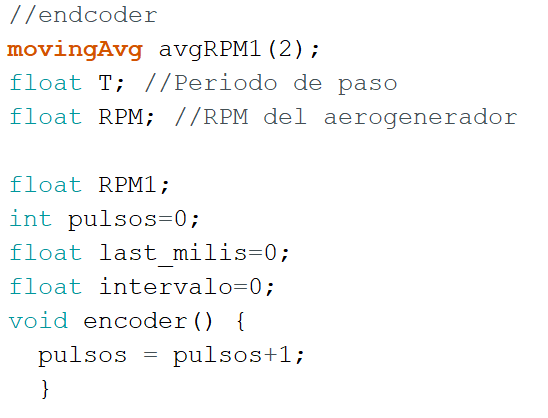 //endcoder
movingAvg avgRPM1(2);
float T; //Periodo de paso
float RPM; //RPM del aerogenerador
float RPM1;
int pulsos=0;
float last_milis=0;
float intervalo=0;
void encoder() {
pulsos = pulsos+1;
}